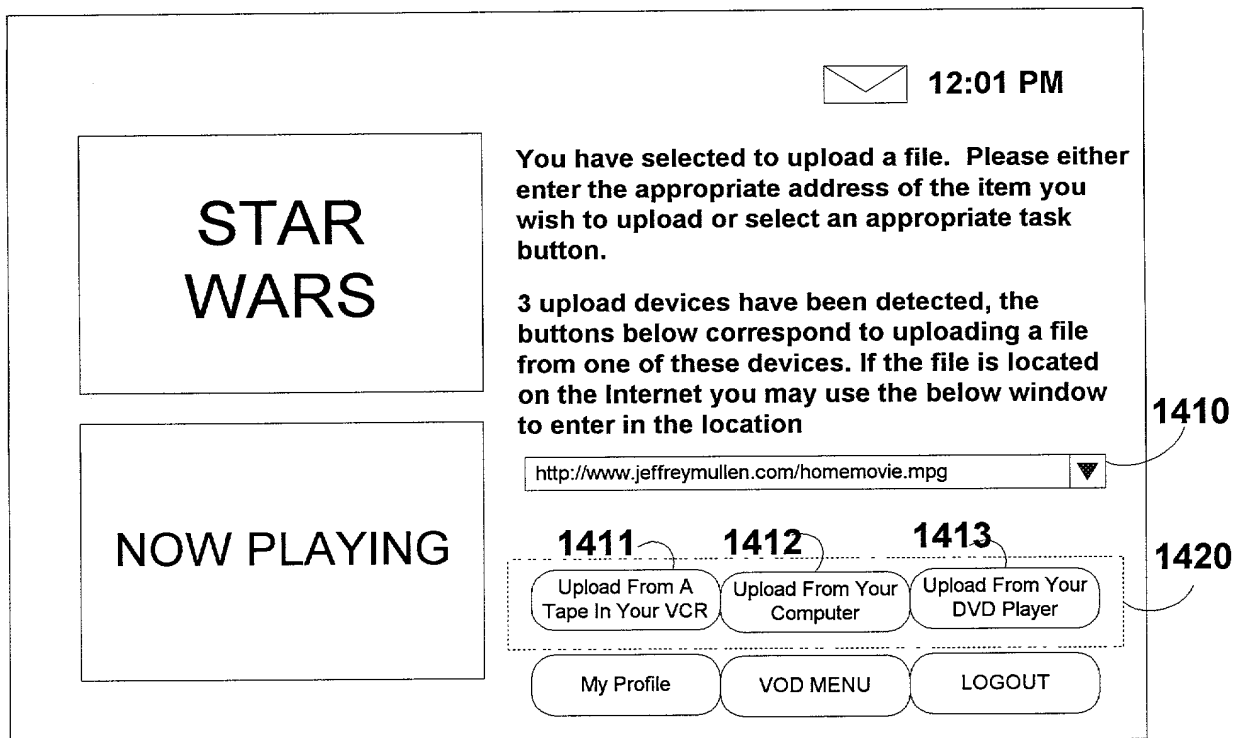 12:01 PM
STAR
WARS
You have selected to upload a file. Please either
enter the appropriate address of the item you
wish to upload or select an appropriate task
button.
3 upload devices have been detected, the
buttons below correspond to uploading a file
from one of these devices. If the file is located
on the Internet you may use the below window
to enter in the location
1410
http://www.jeffreymullen.com/homemovie.mpg
NOW PLAYING
1411
1412
1413
1420
Upload From A
Tape In Your VCR
Upload From Your
Computer
Upload From Your
DVD Player
My Profile
VOD MENU
LOGOUT